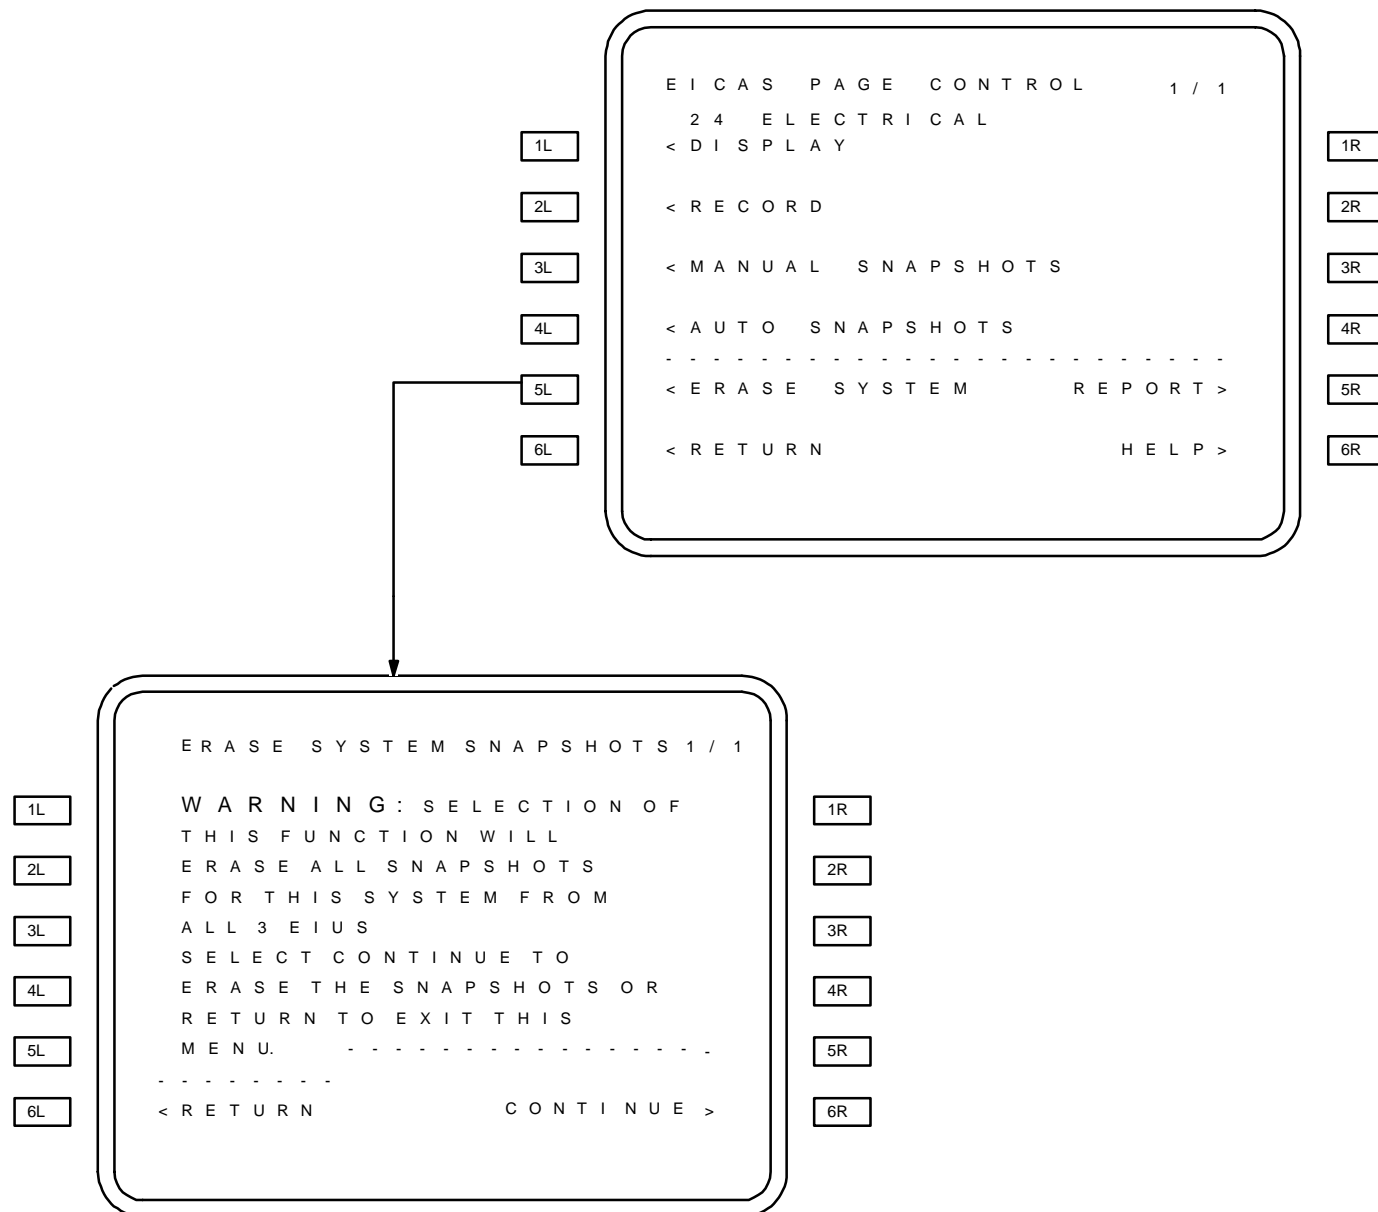 EICAS PAGE CONTROL 1/1
24 ELECTRICAL
1L <DISPLAY 1R
2L <RECORD 2R
3L <MANUAL SNAPSHOTS 3R
4L <AUTO SNAPSHOTS 4R
------------------------
5L <ERASE SYSTEM REPORT> 5R
6L <RETURN HELP> 6R
ERASE SYSTEM SNAPSHOTS 1/1
1L WARNING: SELECTION OF 1R
THIS FUNCTION WILL
2L ERASE ALL SNAPSHOTS 2R
FOR THIS SYSTEM FROM
3L ALL 3 EIUS 3R
SELECT CONTINUE TO
4L ERASE THE SNAPSHOTS OR 4R
RETURN TO EXIT THIS
5L MENU. ---------------- 5R
--------
6L <RETURN CONTINUE> 6R